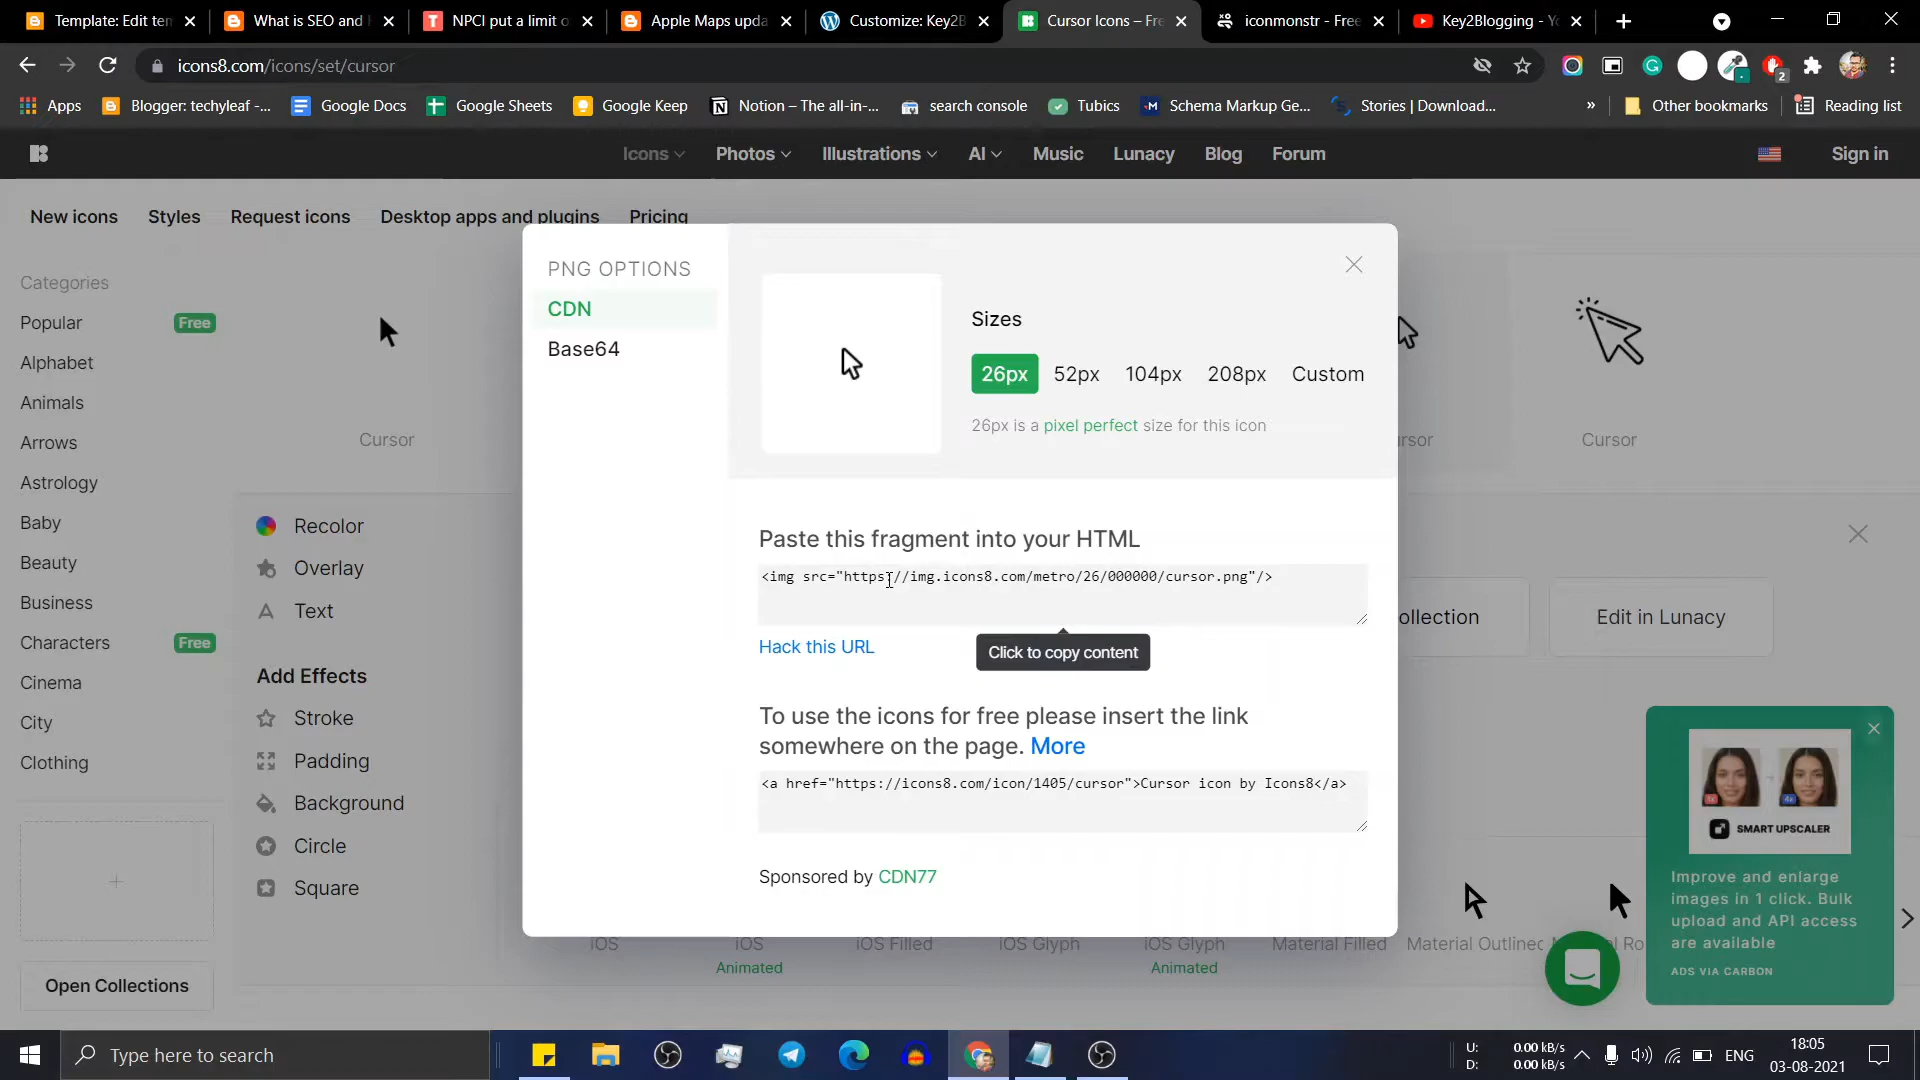 Template: Edit ten
What is SEO and
NPCI put a limit o
Apple Maps upda
Customize: Key2B
Cursor Icons – Fre
iconmonstr - Free
Key2Blogging - Yo
icons8.com/icons/set/cursor
2
Apps
Blogger: techyleaf -...
Google Docs
Google Sheets
Google Keep
Notion – The all-in-...
search console
Tubics
Schema Markup Ge...
Stories | Download...
»
Other bookmarks
Reading list
Icons
Photos
Illustrations
AI
Music
Lunacy
Blog
Forum
Sign in
New icons
Styles
Request icons
Desktop apps and plugins
Pricing
Categories
Popular
Free
Alphabet
Animals
Arrows
Astrology
Baby
Beauty
Business
Characters
Free
Cinema
City
Clothing
Open Collections
Cursor
Recolor
Overlay
Text
Add Effects
Stroke
Padding
Background
Circle
Square
PNG OPTIONS
CDN
Base64
Sizes
26px
52px
104px
208px
Custom
26px is a pixel perfect size for this icon
Paste this fragment into your HTML
<img src="https://img.icons8.com/metro/26/000000/cursor.png"/>
Hack this URL
Click to copy content
To use the icons for free please insert the link
somewhere on the page. More
<a href="https://icons8.com/icon/1405/cursor">Cursor icon by Icons8</a>
Sponsored by CDN77
ursor
Cursor
ollection
Edit in Lunacy
iOS
iOS
Animated
iOS Filled
iOS Glyph
iOS Glyph
Animated
Material Filled
Material Outlined
SMART UPSCALER
Improve and enlarge
images in 1 click. Bulk
upload and API access
are available
ADS VIA CARBON
Type here to search
U:
D:
0.00 kB/s
0.00 kB/s
ENG
18:05
03-08-2021